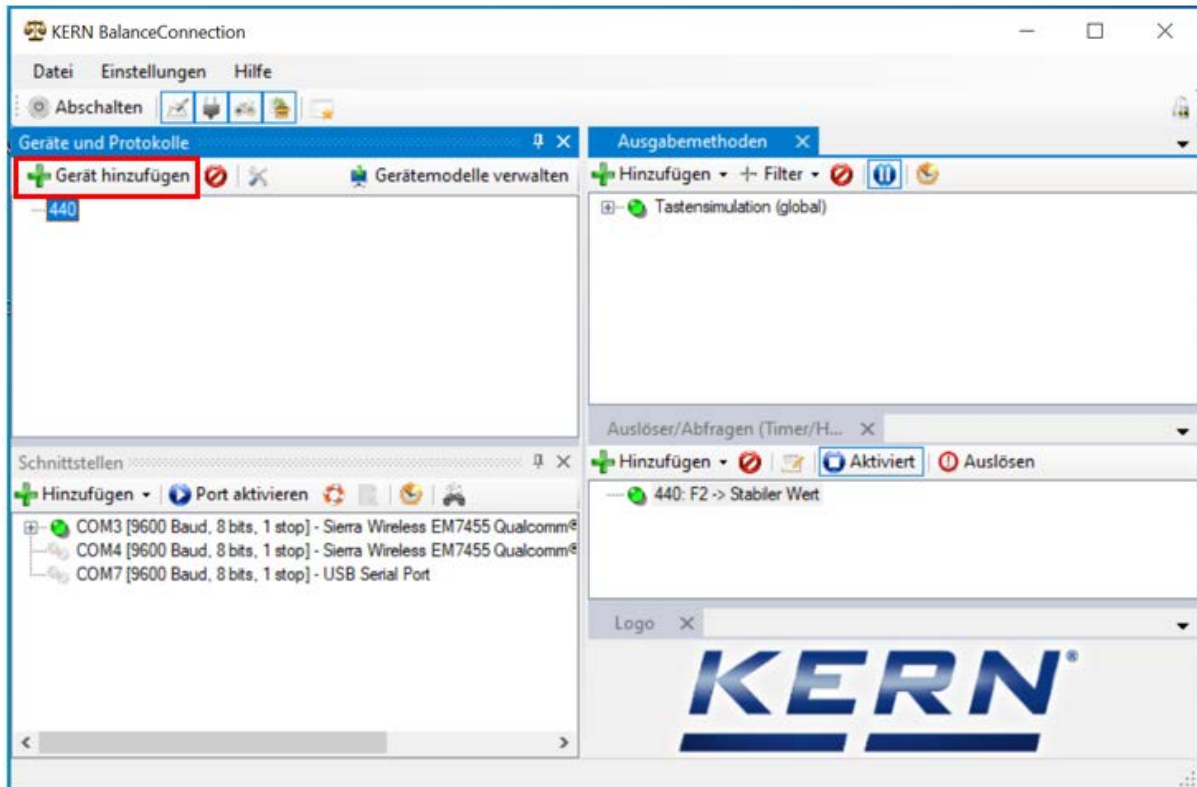 KERN BalanceConnection
Datei Einstellungen Hilfe
Abschalten
Geräte und Protokolle
Gerät hinzufügen Gerätemodelle verwalten
440
Ausgabemethoden
Hinzufügen Filter
Tastensimulation (global)
Auslöser/Abfragen (Timer/H...
Hinzufügen Aktiviert Auslösen
440: F2 -> Stabiler Wert
Schnittstellen
Hinzufügen Port aktivieren
COM3 [9600 Baud, 8 bits, 1 stop] - Sierra Wireless EM7455 Qualcomm®
COM4 [9600 Baud, 8 bits, 1 stop] - Sierra Wireless EM7455 Qualcomm®
COM7 [9600 Baud, 8 bits, 1 stop] - USB Serial Port
Logo
KERN®